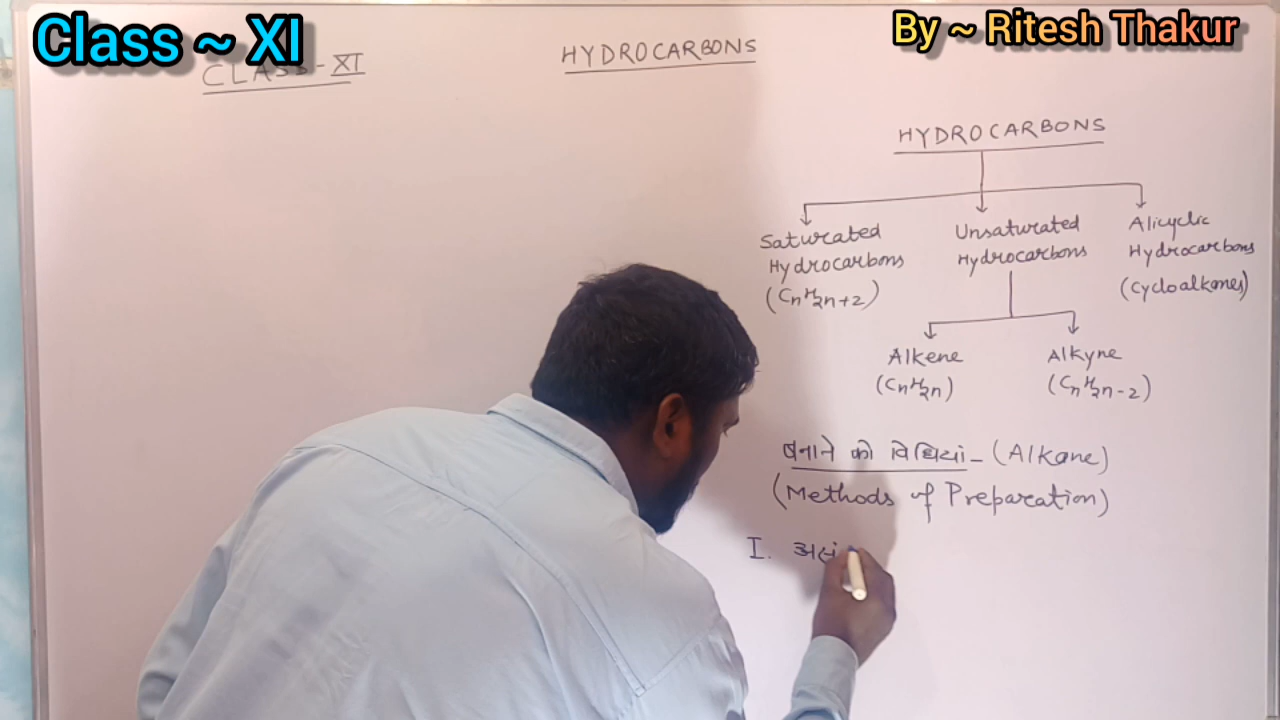 Class ~ XI
By ~ Ritesh Thakur
CLASS-XI
HYDROCARBONS
HYDROCARBONS
Saturated Hydrocarbons (CnH2n+2)
Unsaturated Hydrocarbons
Alicyclic Hydrocarbons (Cycloalkanes)
Alkene (CnH2n)
Alkyne (CnH2n-2)
बनाने की विधियां - (Alkane)
(Methods of Preparation)
I. असं